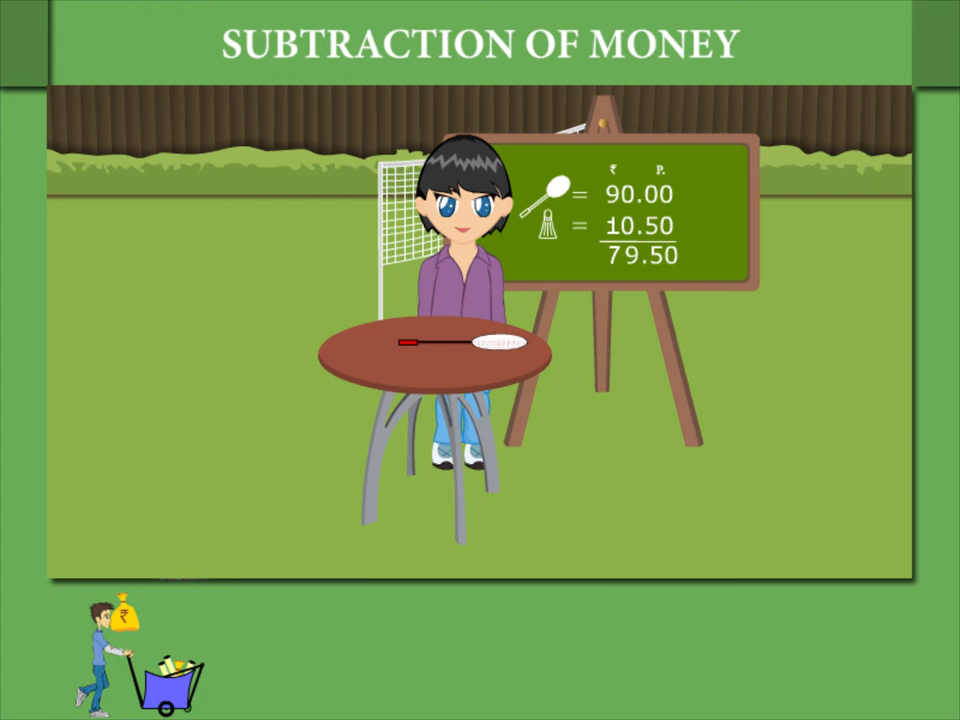 SUBTRACTION OF MONEY
₹ P.
= 90.00
= 10.50
79.50
₹